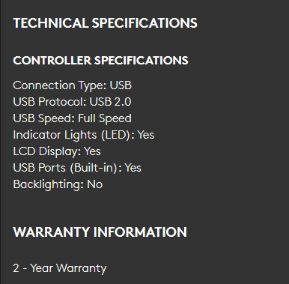 TECHNICAL SPECIFICATIONS
CONTROLLER SPECIFICATIONS
Connection Type: USB
USB Protocol: USB 2.0
USB Speed: Full Speed
Indicator Lights (LED): Yes
LCD Display: Yes
USB Ports (Built-in): Yes
Backlighting: No
WARRANTY INFORMATION
2 - Year Warranty